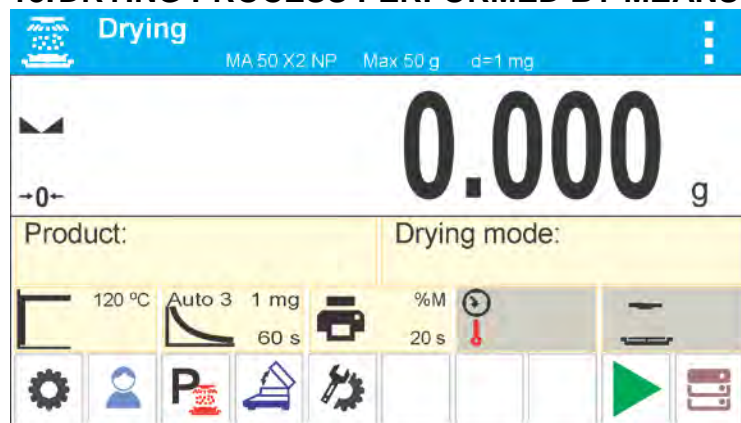 Drying
MA 50 X2 NP Max 50 g d=1 mg
0.000 g
→0←
Product:
Drying mode:
120 ºC
Auto 3 1 mg
60 s
%M
20 s
P